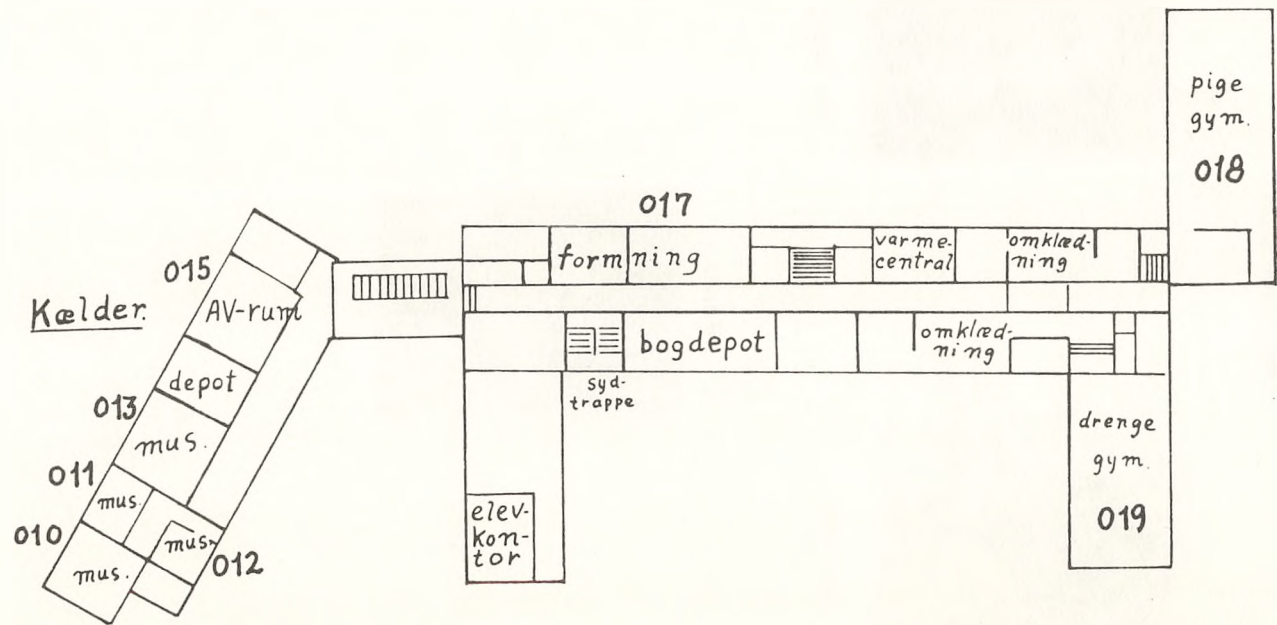 pige
gym.
018
017
form ning
varme-
central
omklæd-
ning
015
Kælder.
AV-rum
depot
013
mus.
011
mus.
010
mus.
mus.
012
bogdepot
omklæd-
ning
syd-
trappe
drenge
gym.
019
elev-
kon-
tor